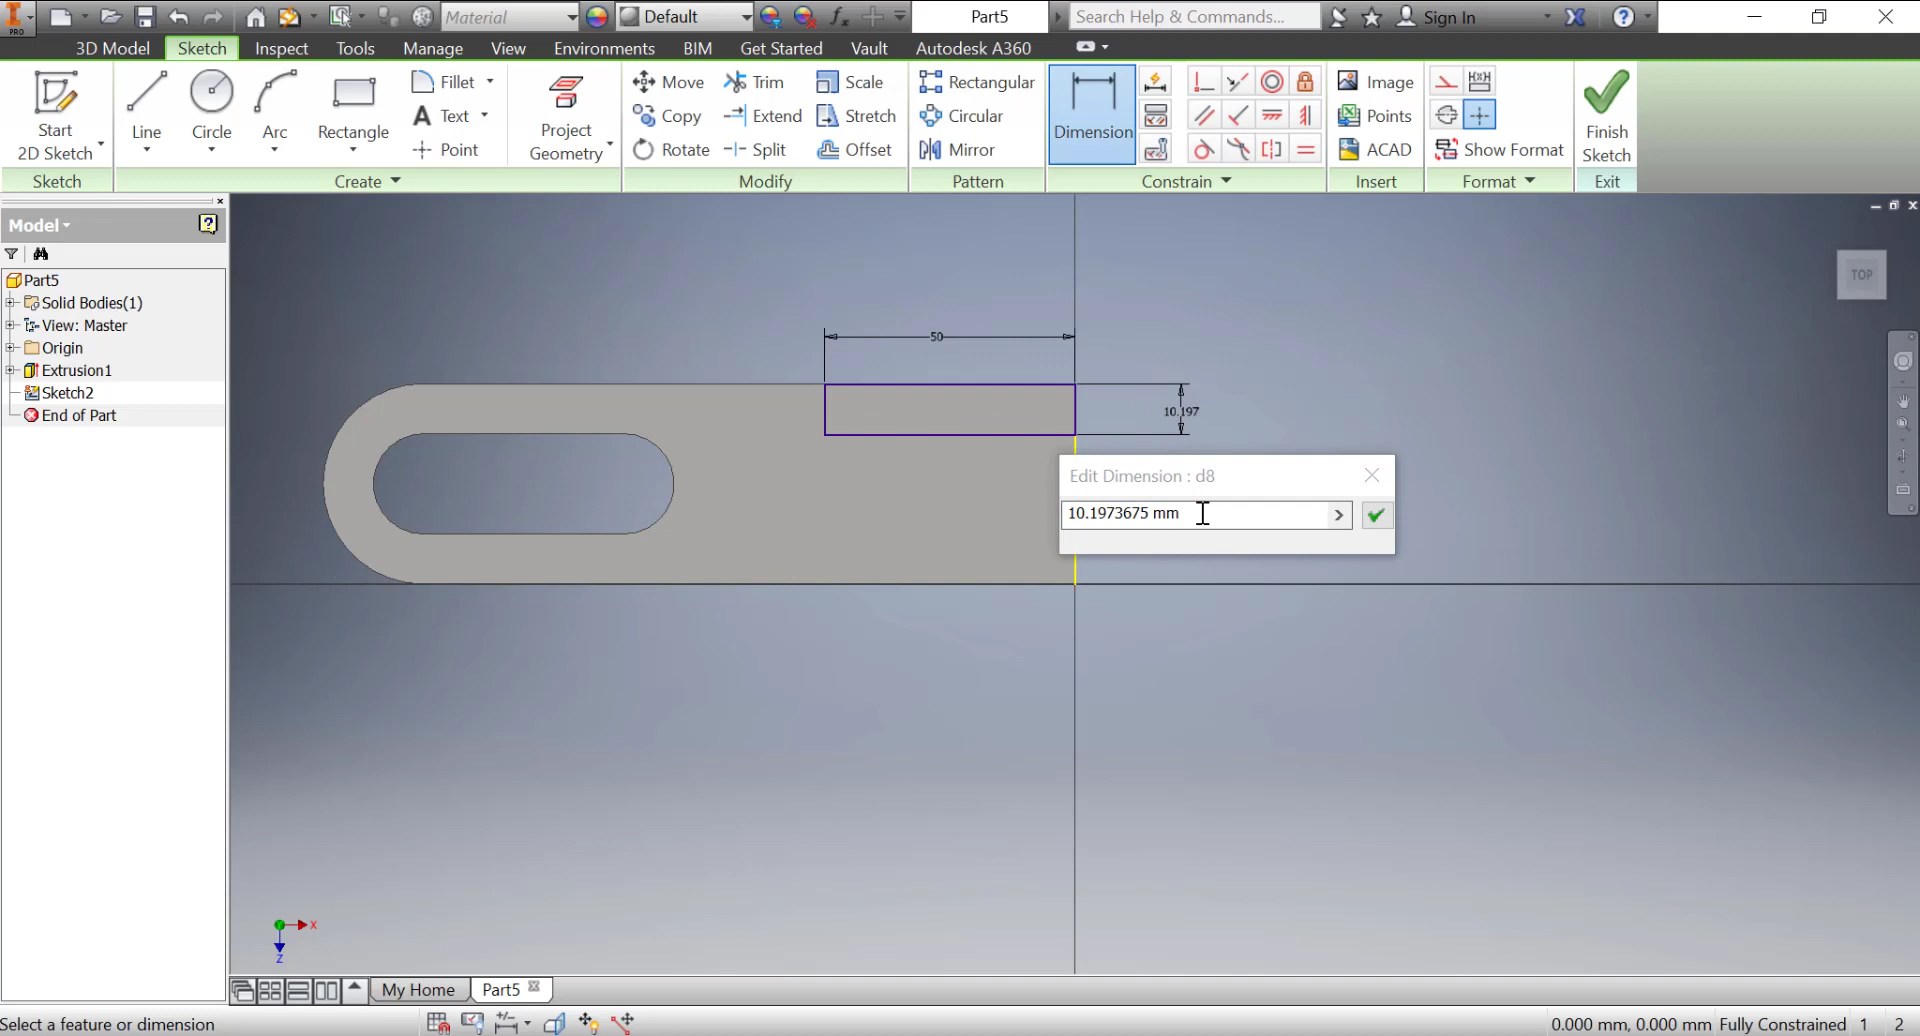 PRO
Material
Default
Part5
Search Help & Commands...
Sign In
3D Model
Sketch
Inspect
Tools
Manage
View
Environments
BIM
Get Started
Vault
Autodesk A360
Start
2D Sketch
Line
Circle
Arc
Rectangle
Fillet
Text
Point
Project
Geometry
Move
Copy
Rotate
Trim
Extend
Split
Scale
Stretch
Offset
Rectangular
Circular
Mirror
Dimension
Image
Points
ACAD
Show Format
Finish
Sketch
Sketch
Create
Modify
Pattern
Constrain
Insert
Format
Exit
Model
Part5
Solid Bodies(1)
View: Master
Origin
Extrusion1
Sketch2
End of Part
TOP
50
10.197
Edit Dimension : d8
10.1973675 mm
X
Z
My Home
Part5
Select a feature or dimension
0.000 mm, 0.000 mm Fully Constrained 1 2